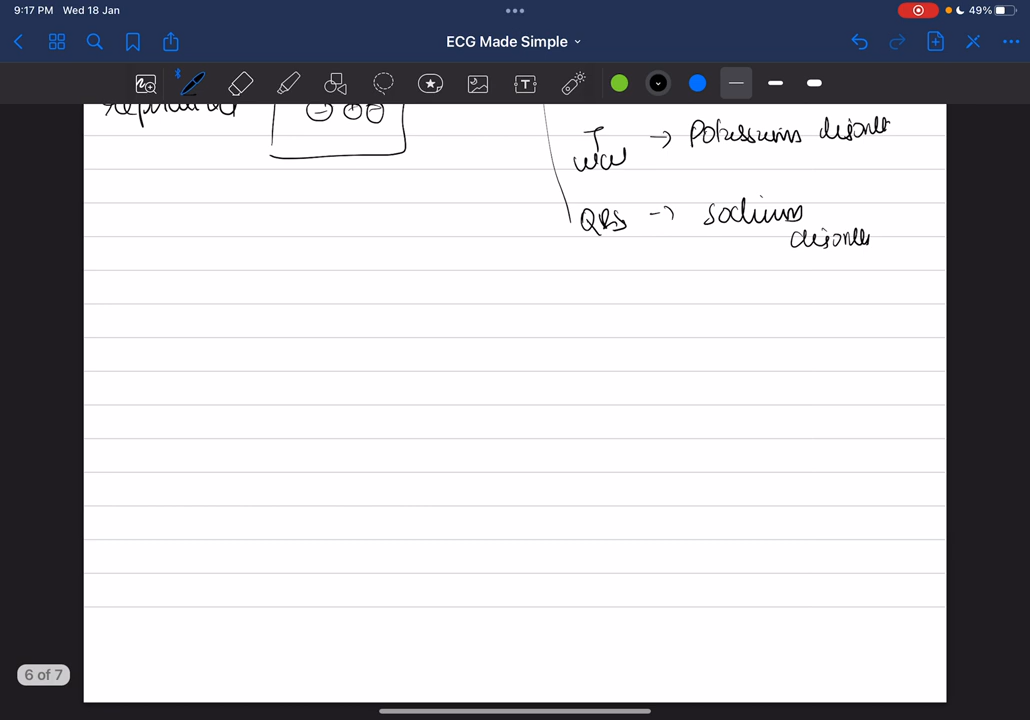 9:17 PM Wed 18 Jan
49%
ECG Made Simple
T → Potassium disorder
wave
QRS → sodium
disorder
6 of 7